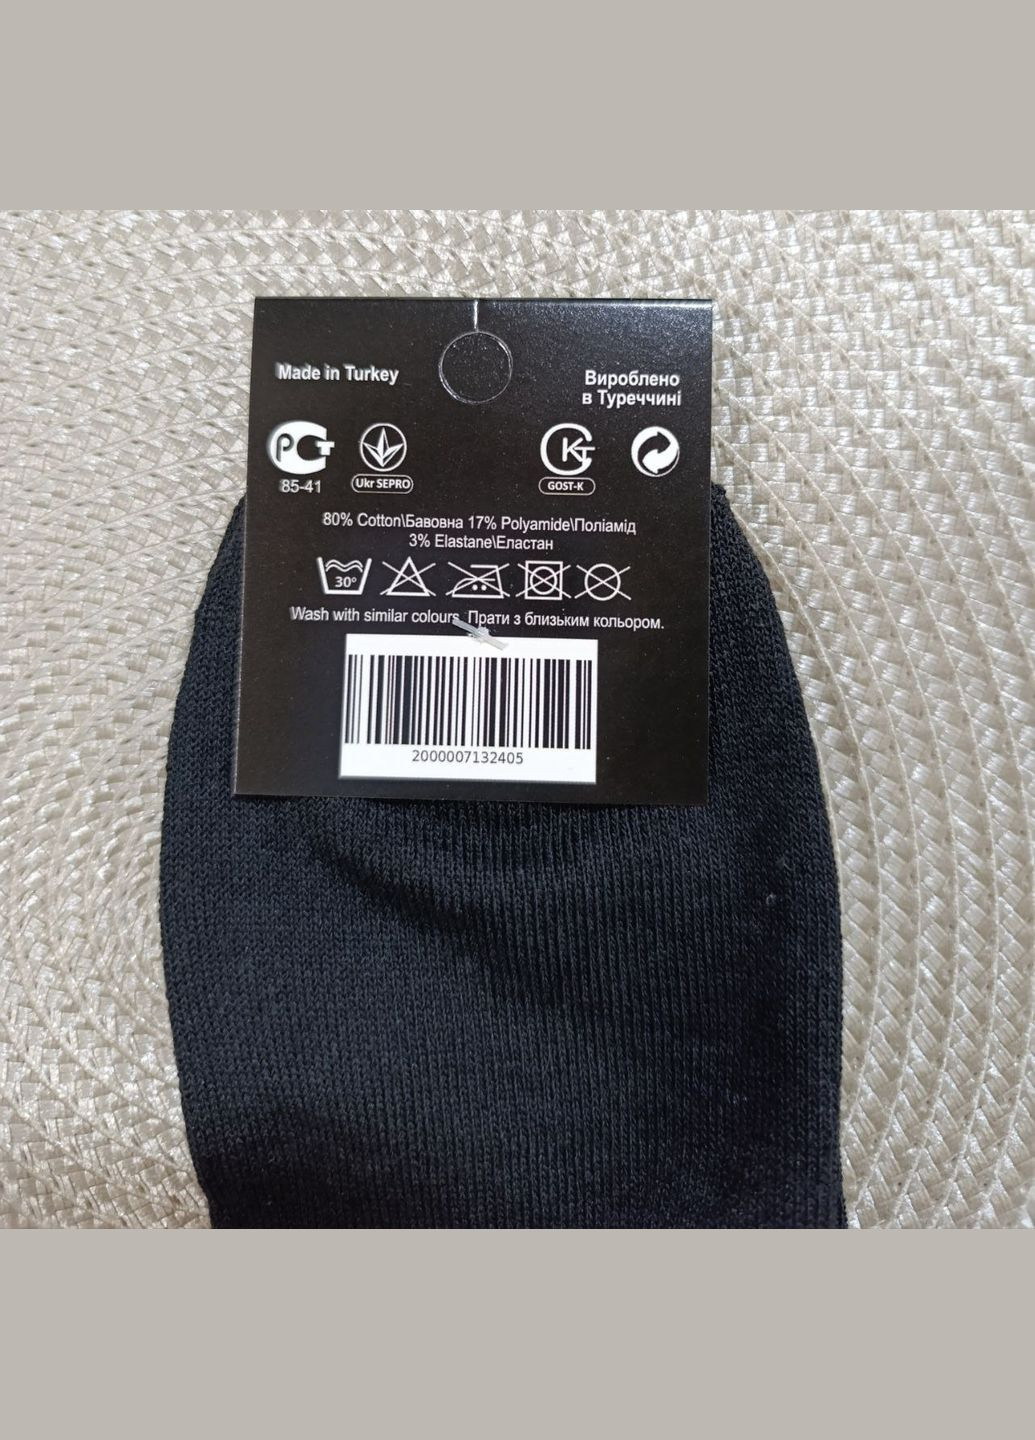 Made in Turkey
Вироблено
в Туреччині
РСТ
85-41
Ukr SEPRO
GOST-K
80% Cotton\Бавовна 17% Polyamide\Поліамід
3% Elastane\Еластан
30°
Wash with similar colours. Прати з близьким кольором.
2000007132405